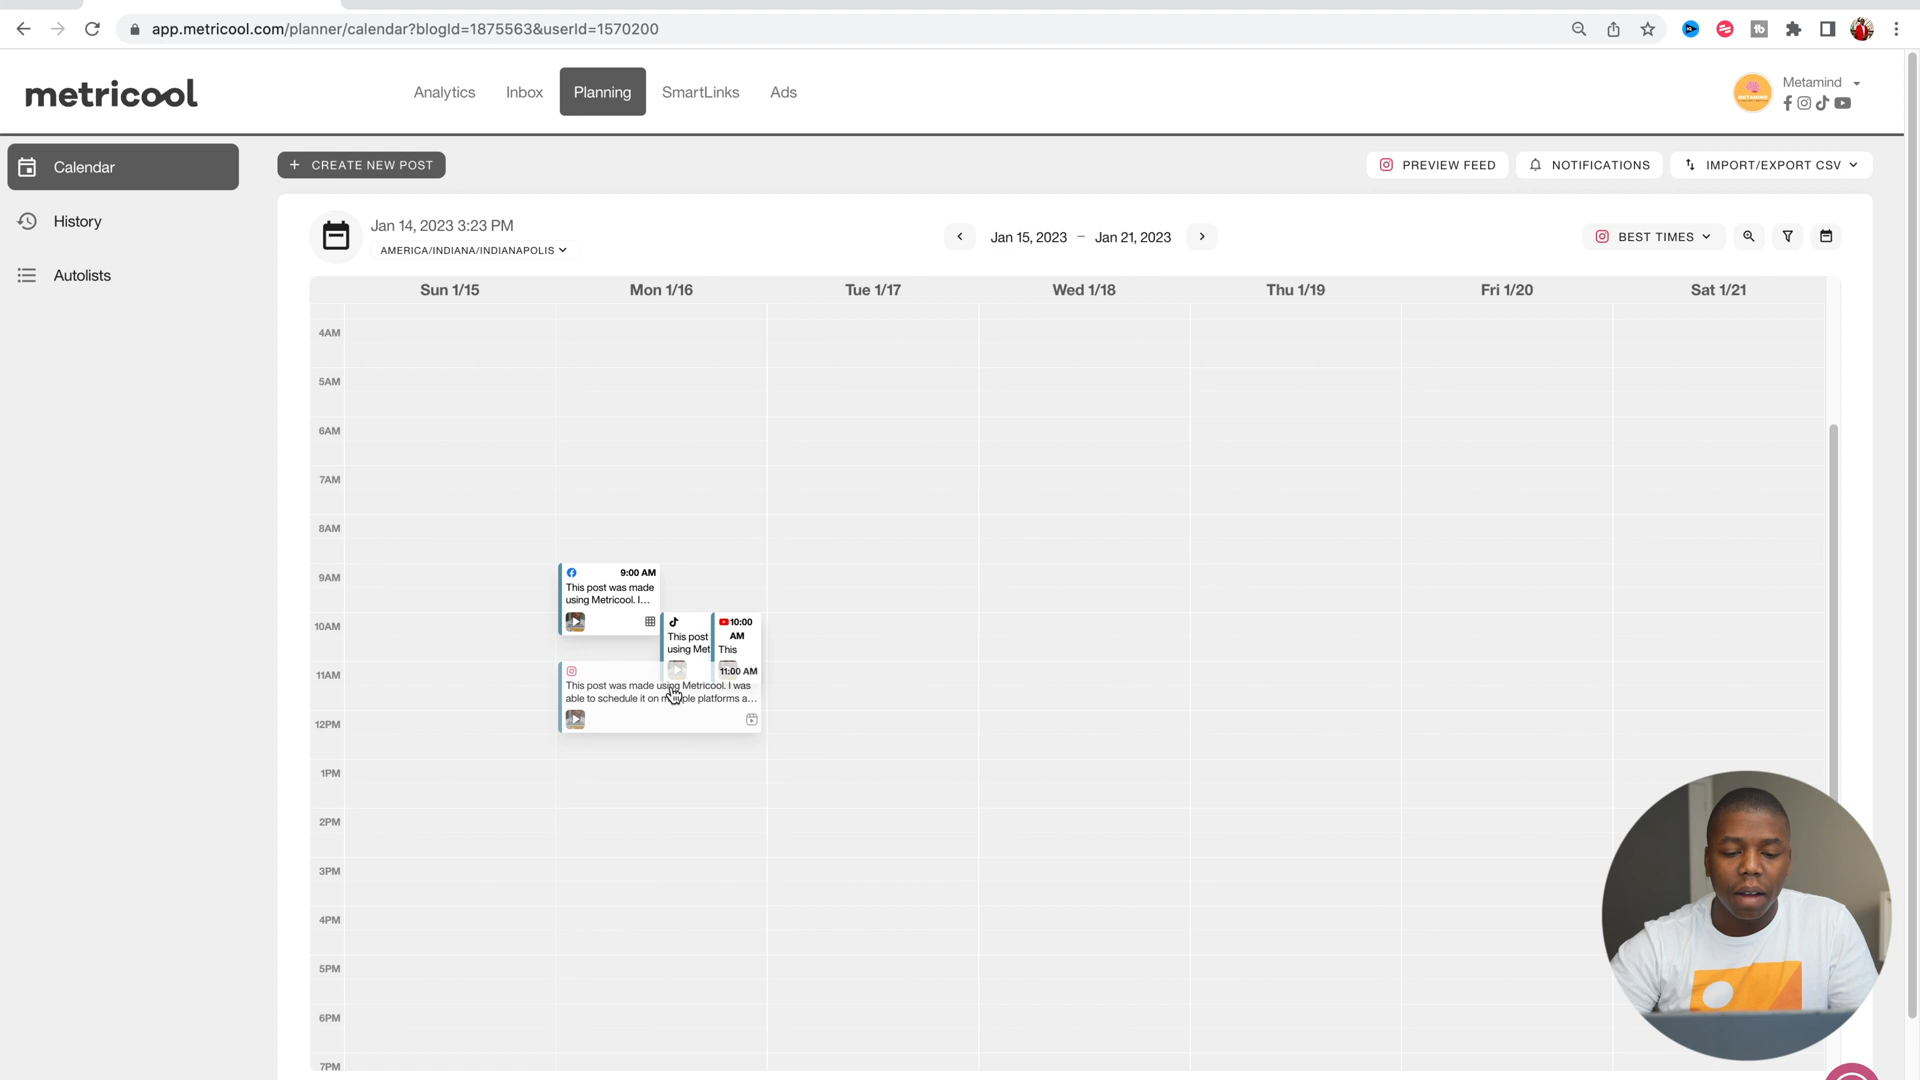 app.metricool.com/planner/calendar?blogId=1875563&userId=1570200
metricool
Analytics
Inbox
Planning
SmartLinks
Ads
Metamind
Calendar
History
Autolists
+ CREATE NEW POST
PREVIEW FEED
NOTIFICATIONS
IMPORT/EXPORT CSV
Jan 14, 2023 3:23 PM
AMERICA/INDIANA/INDIANAPOLIS
Jan 15, 2023 – Jan 21, 2023
BEST TIMES
Sun 1/15
Mon 1/16
Tue 1/17
Wed 1/18
Thu 1/19
Fri 1/20
Sat 1/21
4AM
5AM
6AM
7AM
8AM
9AM
10AM
11AM
12PM
1PM
2PM
3PM
4PM
5PM
6PM
7PM
9:00 AM
This post was made
using Metricool. I...
This post
using Met
10:00
AM
This
11:00 AM
This post was made using Metricool. I was
able to schedule it on multiple platforms a...